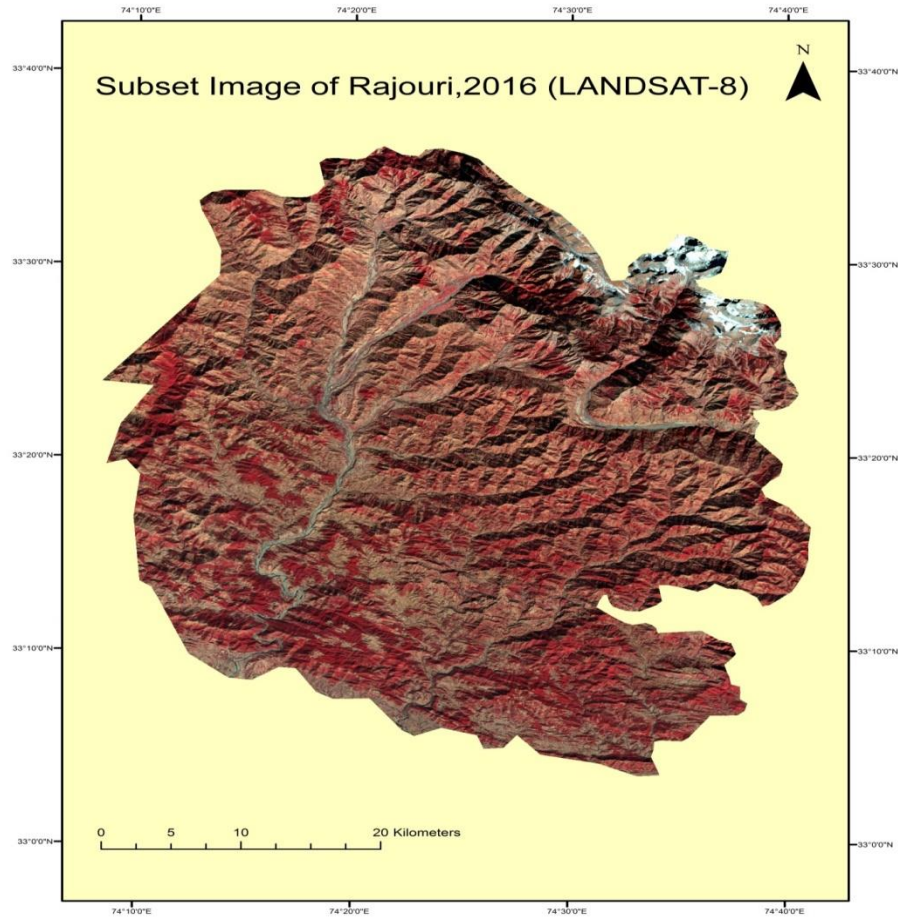 74°10'0"E 74°20'0"E 74°30'0"E 74°40'0"E
33°40'0"N 33°40'0"N
N
Subset Image of Rajouri,2016 (LANDSAT-8)
33°30'0"N 33°30'0"N
33°20'0"N 33°20'0"N
33°10'0"N 33°10'0"N
0 5 10 20 Kilometers
33°0'0"N 33°0'0"N
74°10'0"E 74°20'0"E 74°30'0"E 74°40'0"E